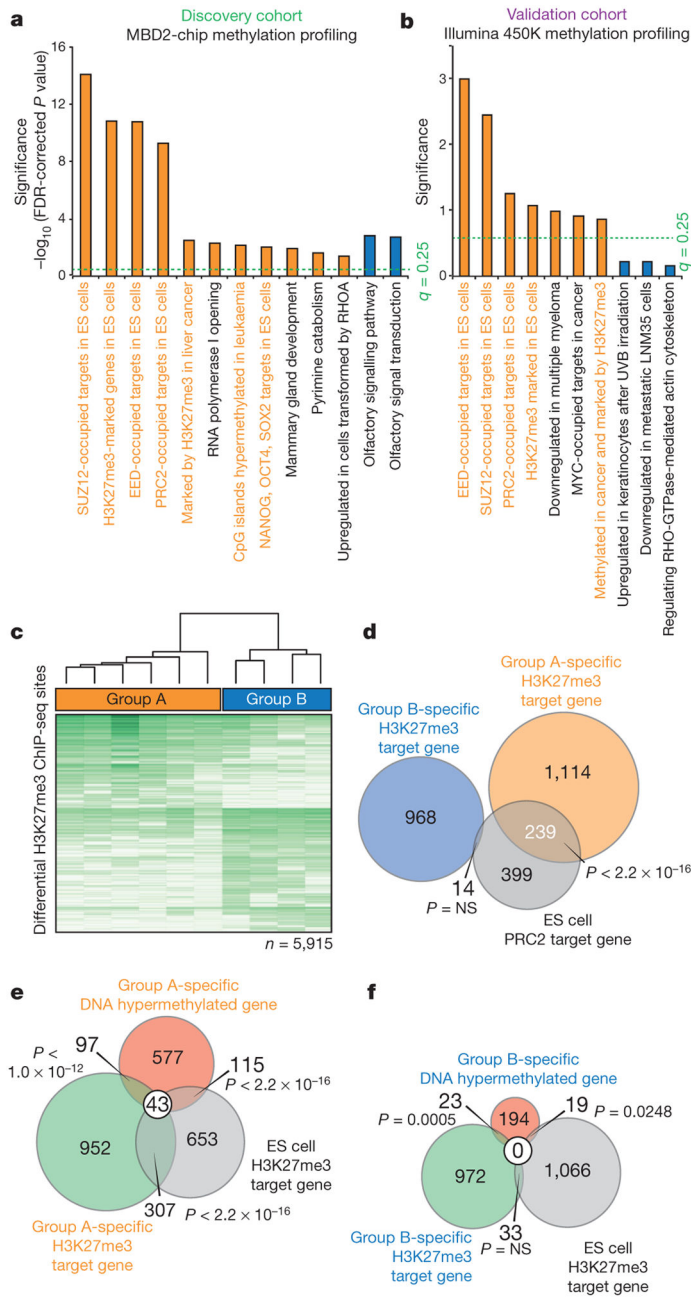 a
Discovery cohort
MBD2-chip methylation profiling
Significance
–log10 (FDR-corrected P value)
16
12
8
4
0
q = 0.25
SUZ12-occupied targets in ES cells
H3K27me3-marked genes in ES cells
EED-occupied targets in ES cells
PRC2-occupied targets in ES cells
Marked by H3K27me3 in liver cancer
RNA polymerase I opening
CpG islands hypermethylated in leukaemia
NANOG, OCT4, SOX2 targets in ES cells
Mammary gland development
Pyrimine catabolism
Upregulated in cells transformed by RHOA
Olfactory signalling pathway
Olfactory signal transduction
b
Validation cohort
Illumina 450K methylation profiling
Significance
3
2
1
0
q = 0.25
EED-occupied targets in ES cells
SUZ12-occupied targets in ES cells
PRC2-occupied targets in ES cells
H3K27me3 marked in ES cells
Downregulated in multiple myeloma
MYC-occupied targets in cancer
Methylated in cancer and marked by H3K27me3
Upregulated in keratinocytes after UVB irradiation
Downregulated in metastatic LNM35 cells
Regulating RHO-GTPase-mediated actin cytoskeleton
c
Group A
Group B
Differential H3K27me3 ChIP-seq sites
n = 5,915
d
Group A-specific
H3K27me3
target gene
Group B-specific
H3K27me3
target gene
1,114
968
239
399
14
P = NS
P < 2.2 × 10−16
ES cell
PRC2 target gene
e
Group A-specific
DNA hypermethylated gene
97
P <
1.0 × 10−12
577
115
P < 2.2 × 10−16
43
952
653
ES cell
H3K27me3
target gene
307
P < 2.2 × 10−16
Group A-specific
H3K27me3
target gene
f
Group B-specific
DNA hypermethylated gene
23
P = 0.0005
194
19
P = 0.0248
0
972
1,066
33
P = NS
Group B-specific
H3K27me3
target gene
ES cell
H3K27me3
target gene